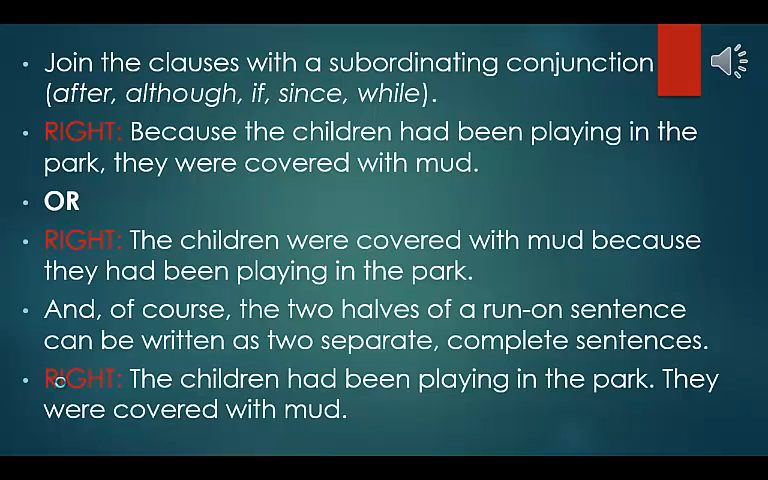 Join the clauses with a subordinating conjunction
(after, although, if, since, while).
RIGHT: Because the children had been playing in the
park, they were covered with mud.
OR
RIGHT: The children were covered with mud because
they had been playing in the park.
And, of course, the two halves of a run-on sentence
can be written as two separate, complete sentences.
RIGHT: The children had been playing in the park. They
were covered with mud.